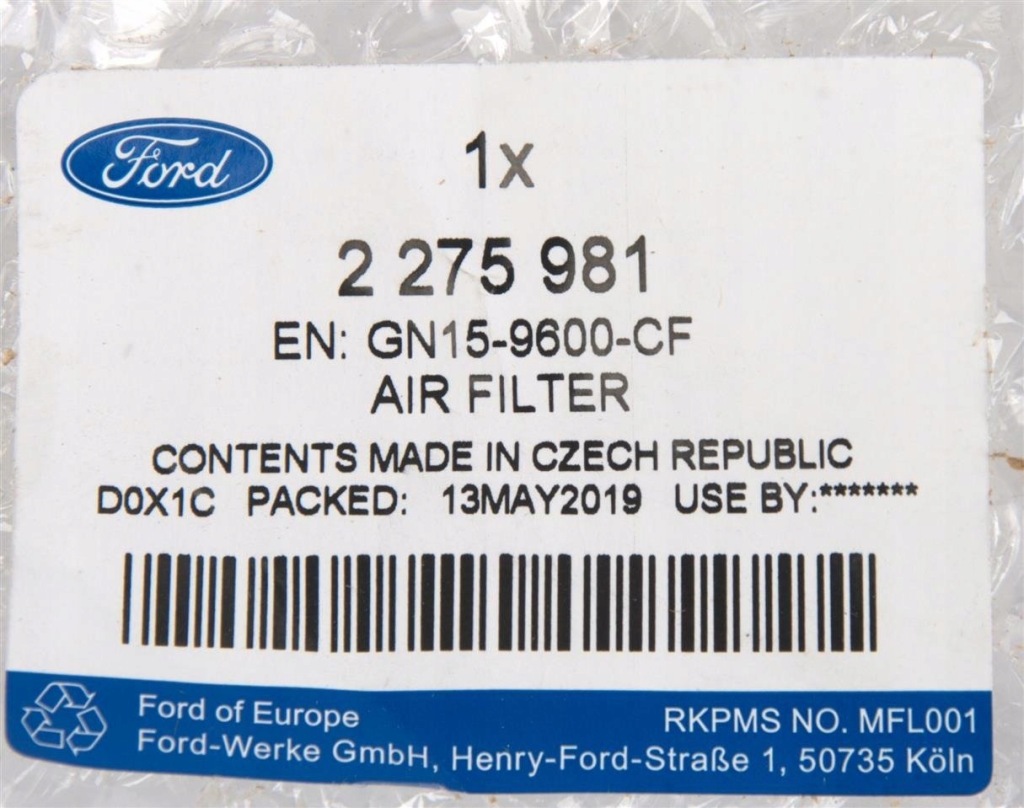 Ford
1x
2 275 981
EN: GN15-9600-CF
AIR FILTER
CONTENTS MADE IN CZECH REPUBLIC
D0X1C PACKED: 13MAY2019 USE BY:*******
Ford of Europe
RKPMS NO. MFL001
Ford-Werke GmbH, Henry-Ford-Straße 1, 50735 Köln